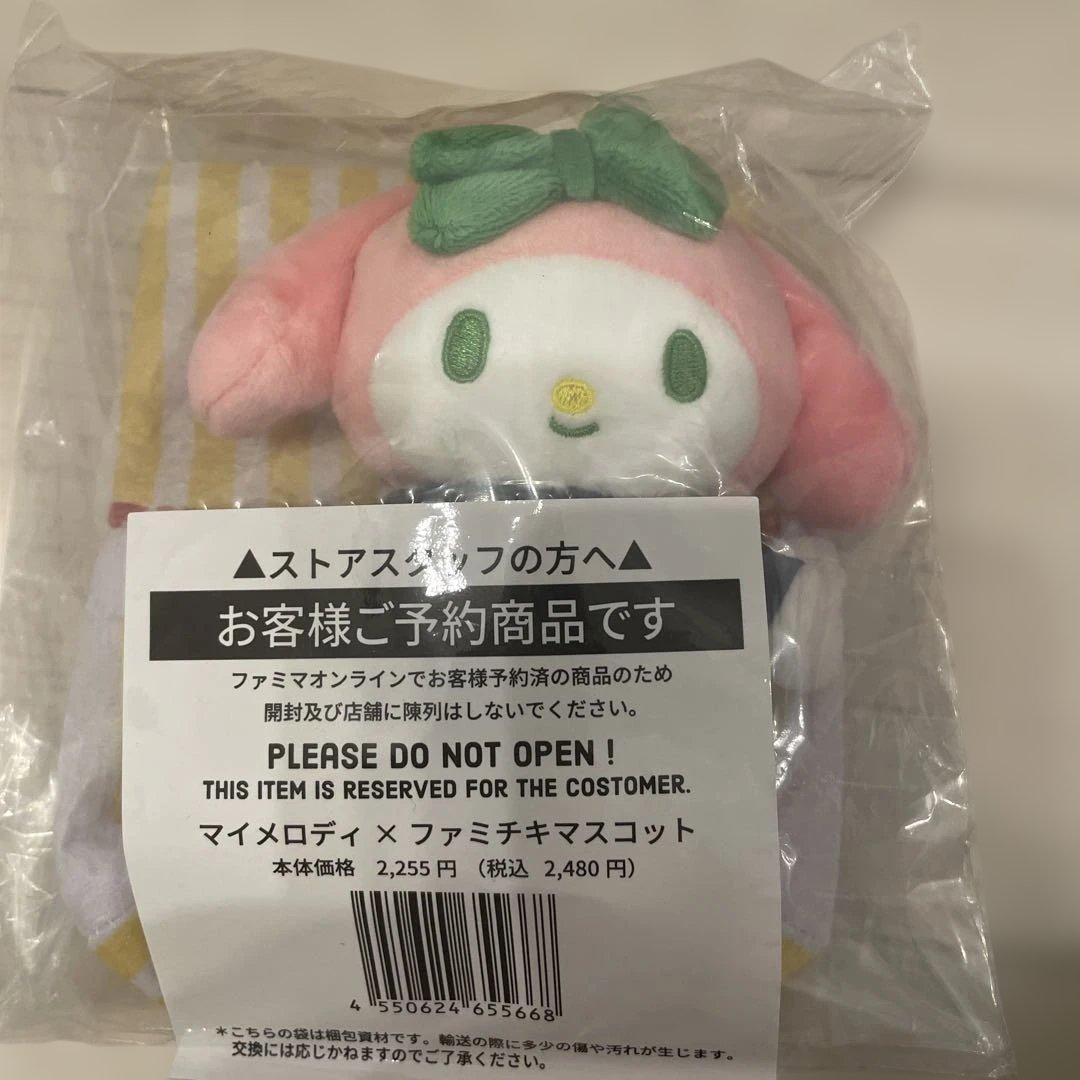 ▲ストアスタッフの方へ▲
お客様ご予約商品です
ファミマオンラインでお客様予約済の商品のため
開封及び店舗に陳列はしないでください。
PLEASE DO NOT OPEN !
THIS ITEM IS RESERVED FOR THE COSTOMER.
マイメロディ × ファミチキマスコット
本体価格 2,255 円 （税込 2,480 円）
4 550624 655668
＊こちらの袋は梱包資材です。輸送の際に多少の傷や汚れが生じます。
交換には応じかねますのでご了承ください。